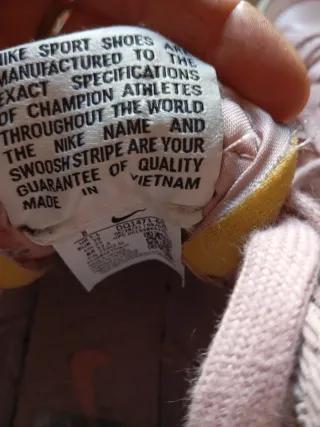 NIKE SPORT SHOES ARE
MANUFACTURED TO THE
EXACT SPECIFICATIONS
OF CHAMPION ATHLETES
THROUGHOUT THE WORLD
THE NIKE NAME AND
SWOOSH STRIPE ARE YOUR
GUARANTEE OF QUALITY
MADE IN VIETNAM